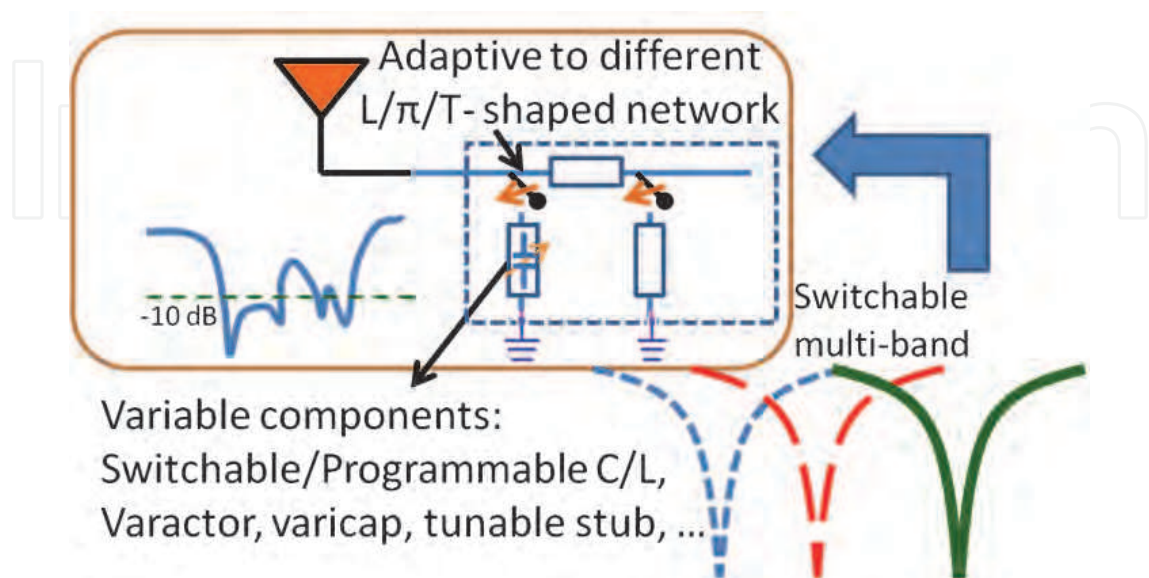 Adaptive to different
L/π/T- shaped network
-10 dB
Switchable
multi-band
Variable components:
Switchable/Programmable C/L,
Varactor, varicap, tunable stub, ...